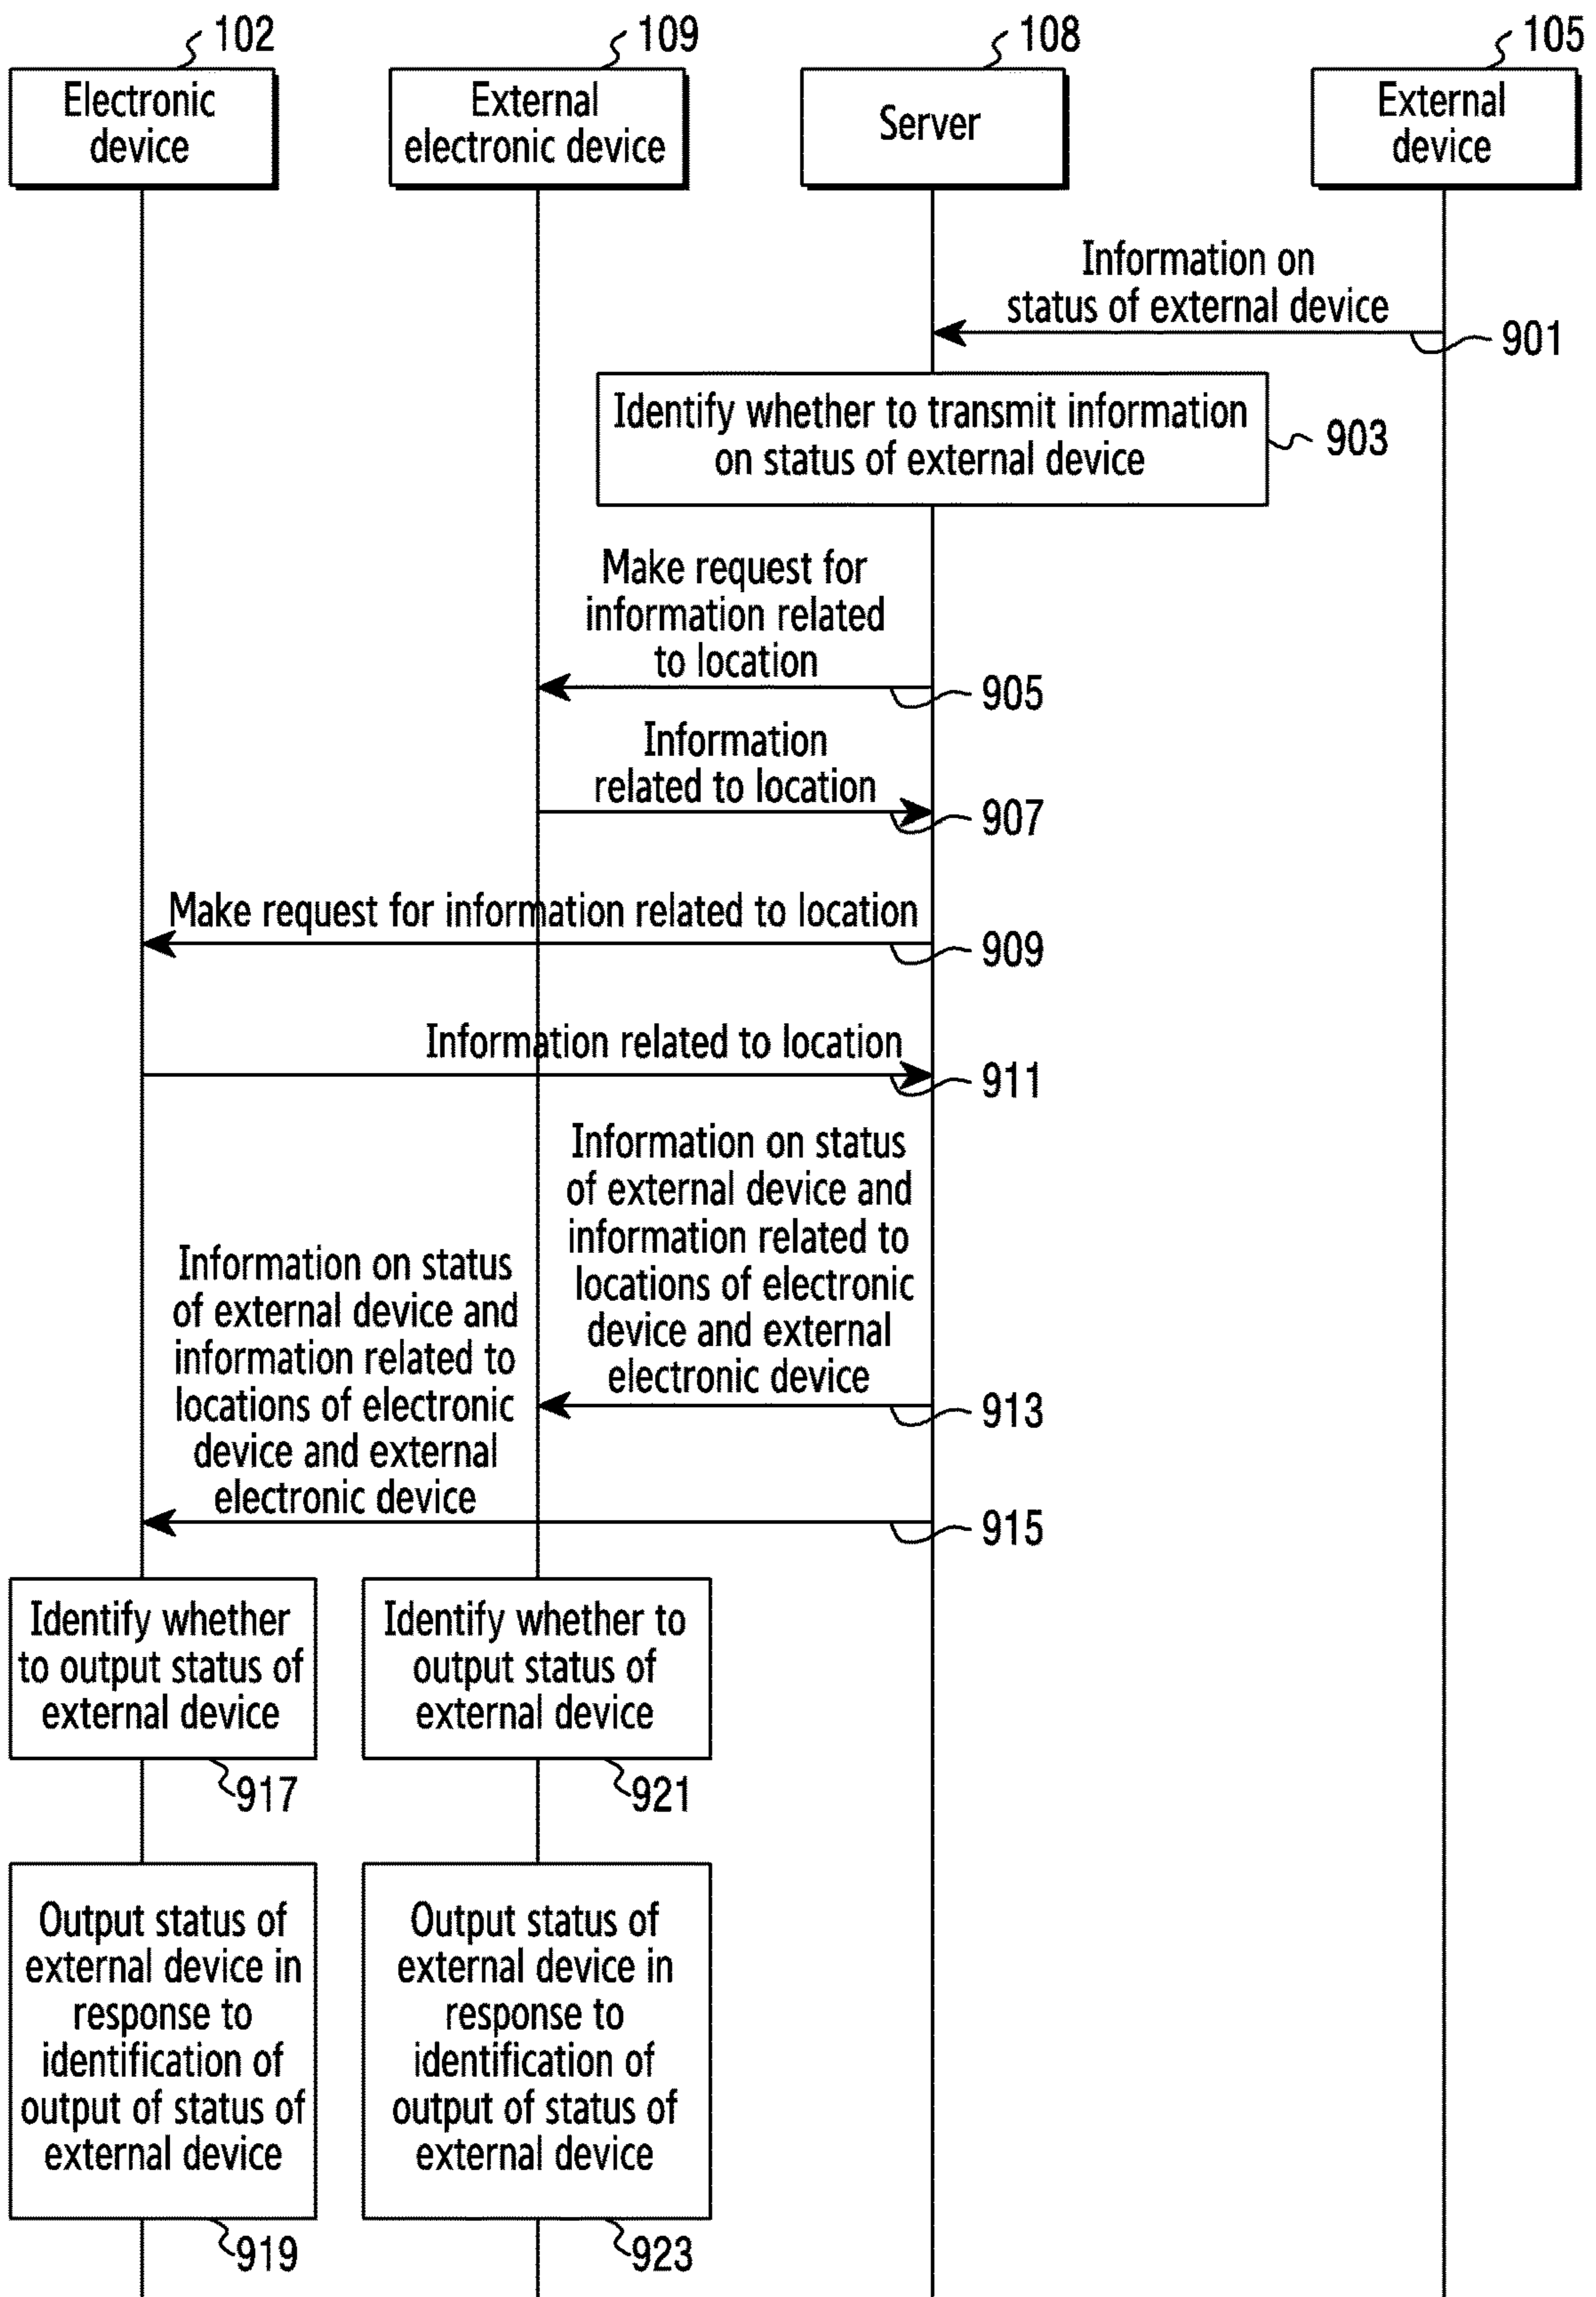 102
109
108
105
Electronic
device
External
electronic device
Server
External
device
Information on
status of external device
901
Identify whether to transmit information
on status of external device
903
Make request for
information related
to location
905
Information
related to location
907
Make request for information related to location
909
Information related to location
911
Information on status
of external device and
information related to
locations of electronic
device and external
electronic device
913
Information on status
of external device and
information related to
locations of electronic
device and external
electronic device
915
Identify whether
to output status of
external device
917
Identify whether to
output status of
external device
921
Output status of
external device in
response to
identification of
output of status of
external device
919
Output status of
external device in
response to
identification of
output of status of
external device
923